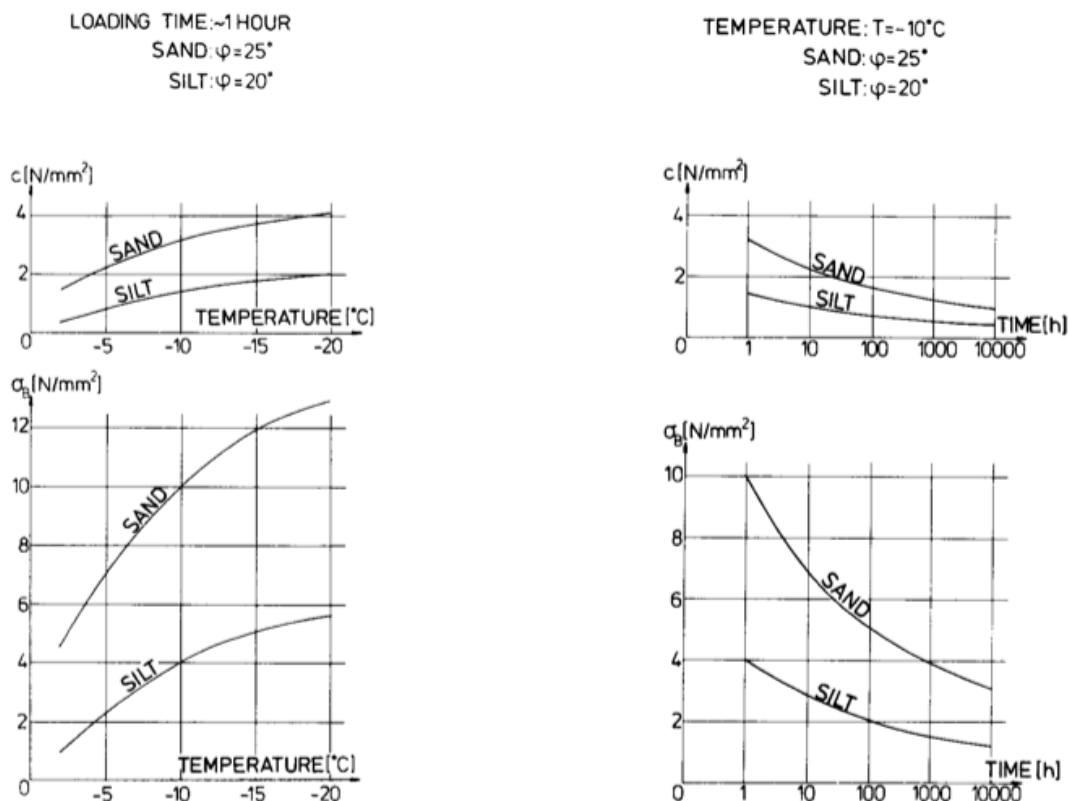 LOADING TIME:~1 HOUR
SAND: φ=25°
SILT: φ=20°
c [N/mm²]
4
2
0
SAND
SILT
TEMPERATURE [°C]
-5 -10 -15 -20
σB [N/mm²]
12
10
8
6
4
2
0
SAND
SILT
TEMPERATURE [°C]
-5 -10 -15 -20
TEMPERATURE: T=-10°C
SAND: φ=25°
SILT: φ=20°
c [N/mm²]
4
2
0
SAND
SILT
TIME [h]
1 10 100 1000 10000
σB [N/mm²]
10
8
6
4
2
0
SAND
SILT
TIME [h]
1 10 100 1000 10000